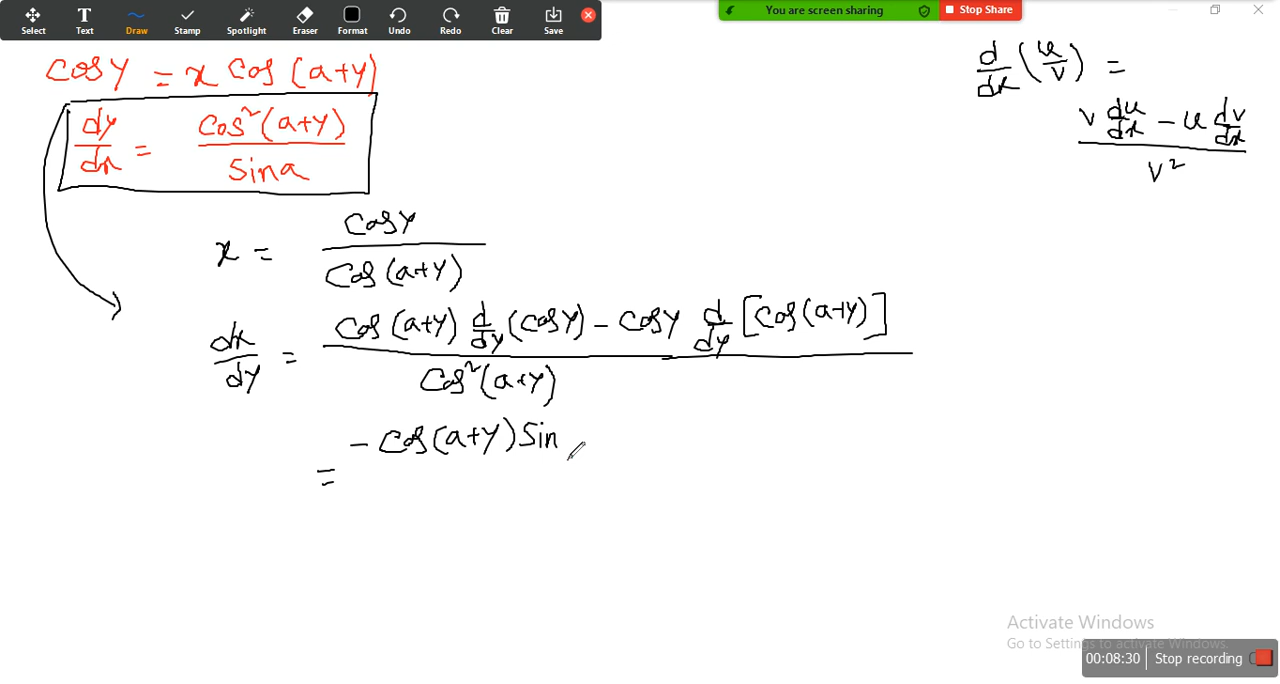 Select Text Draw Stamp Spotlight Eraser Format Undo Redo Clear Save
You are screen sharing Stop Share
cos y = x cos (a+y)
dy/dx = cos²(a+y)/sin a
d/dx (u/v) =
(v du/dx - u dv/dx)/v²
x = cos y/cos(a+y)
dx/dy = (cos(a+y) d/dy (cos y) - cos y d/dy [cos(a+y)])/cos²(a+y)
= - cos(a+y) sin
Activate Windows
Go to Settings to activate Windows.
00:08:30 Stop recording